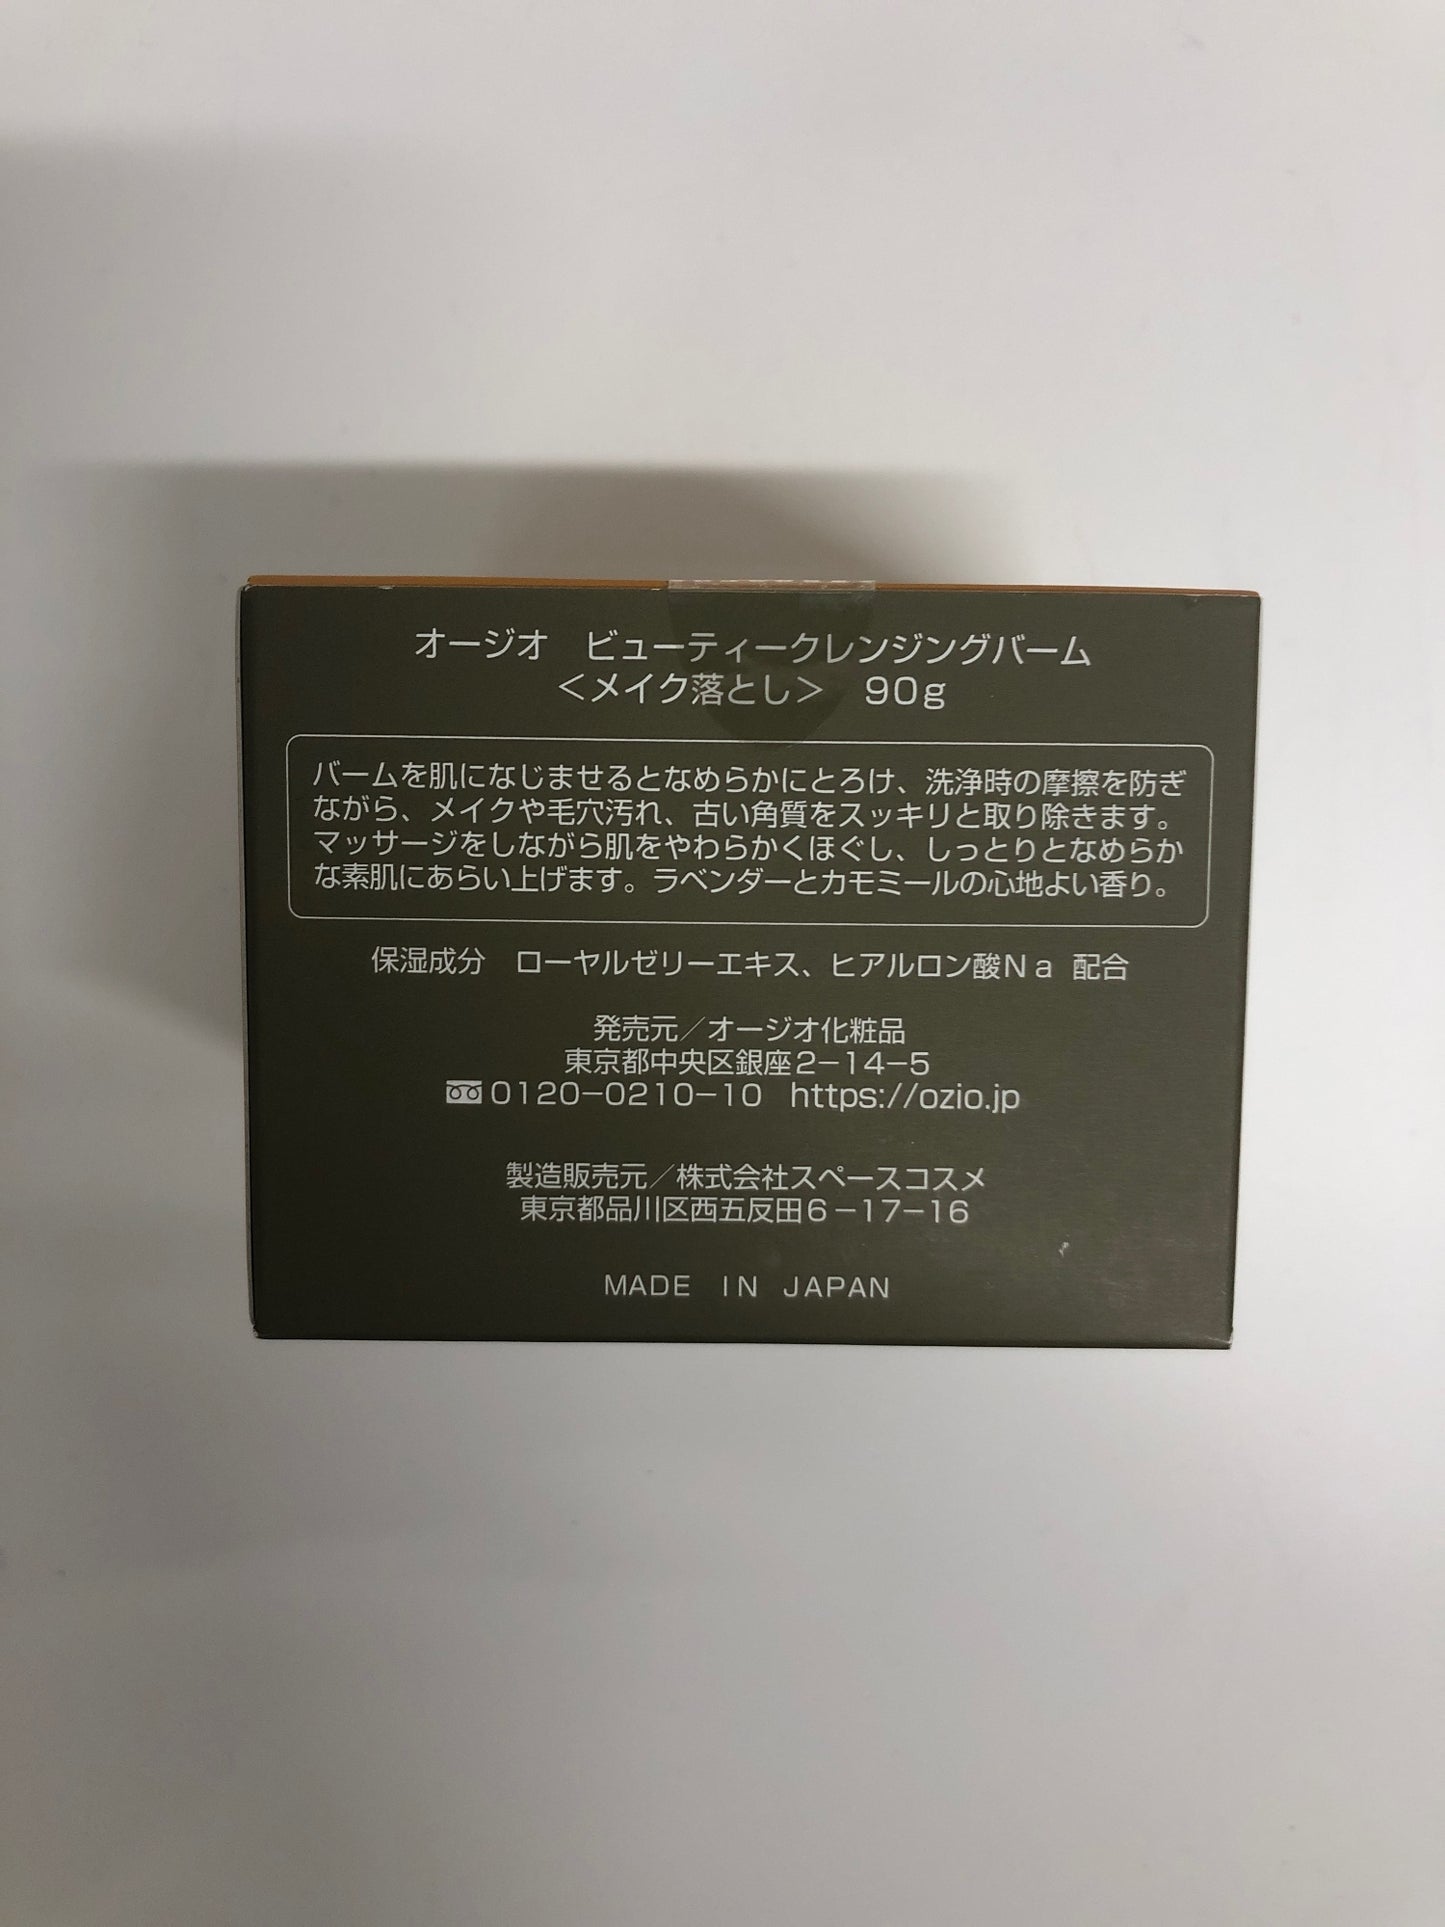 オージオ　ビューティークレンジングバーム
＜メイク落とし＞　90g
バームを肌になじませるとなめらかにとろけ、洗浄時の摩擦を防ぎ
ながら、メイクや毛穴汚れ、古い角質をスッキリと取り除きます。
マッサージをしながら肌をやわらかくほぐし、しっとりとなめらか
な素肌にあらい上げます。ラベンダーとカモミールの心地よい香り。
保湿成分　ローヤルゼリーエキス、ヒアルロン酸Na 配合
発売元／オージオ化粧品
東京都中央区銀座2−14−5
0120−0210−10　https://ozio.jp
製造販売元／株式会社スペースコスメ
東京都品川区西五反田6−17−16
MADE IN JAPAN